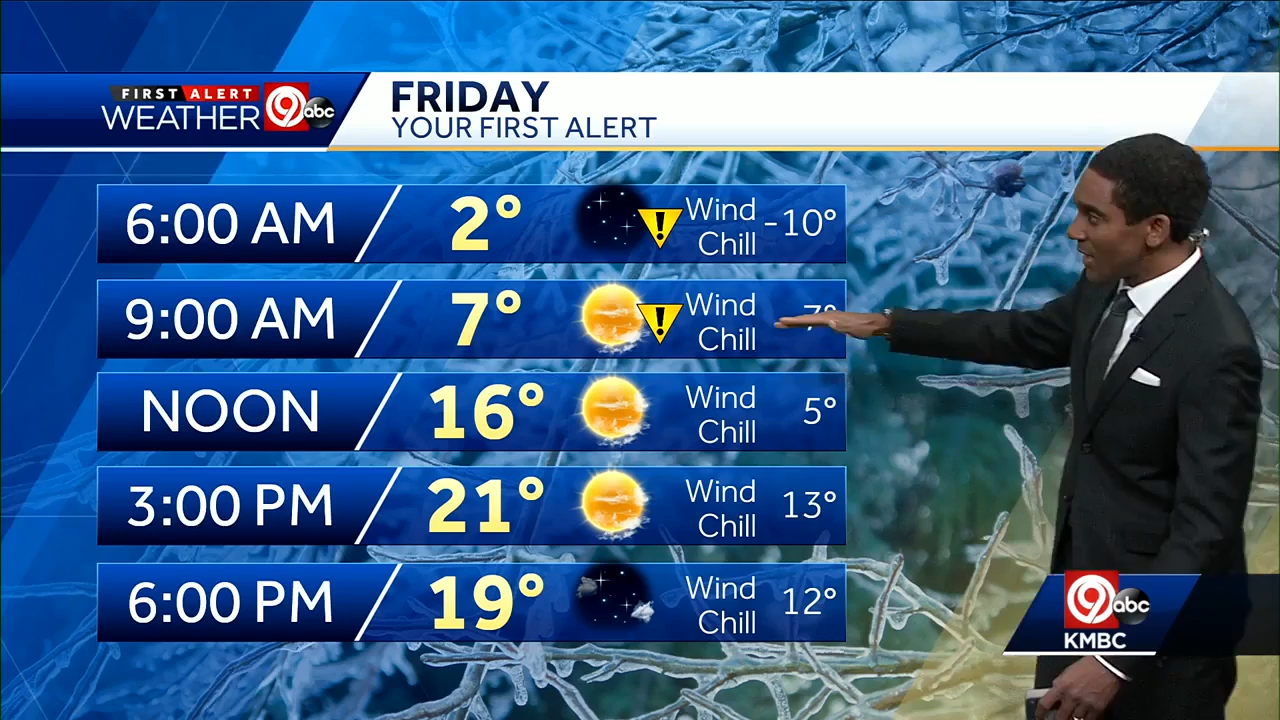 FIRST ALERT
WEATHER 9 abc
FRIDAY
YOUR FIRST ALERT
6:00 AM 2° ! Wind Chill -10°
9:00 AM 7° ! Wind Chill 7°
NOON 16° Wind Chill 5°
3:00 PM 21° Wind Chill 13°
6:00 PM 19° Wind Chill 12°
9 abc
KMBC